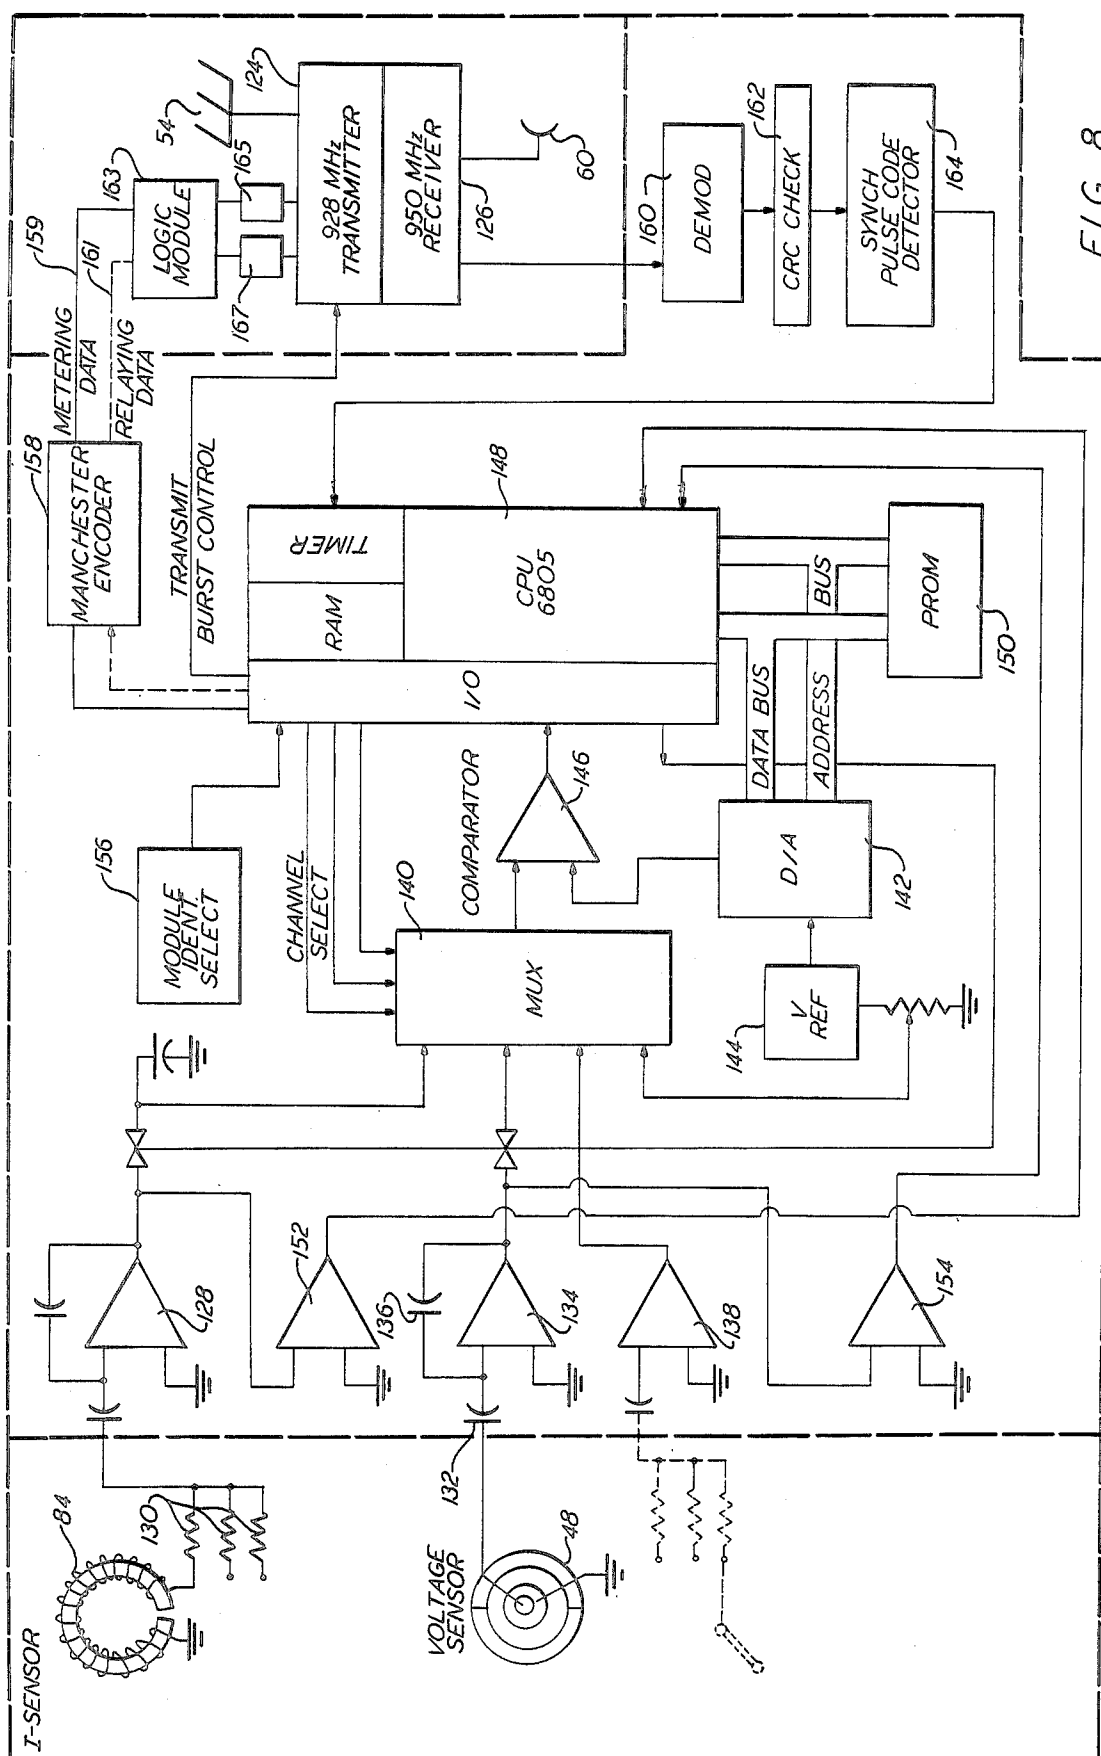 I-SENSOR
84
130
VOLTAGE
SENSOR
48
132
128
152
136
134
138
154
156
MODULE
IDENT.
SELECT
CHANNEL
SELECT
140
MUX
COMPARATOR
146
144
V
REF
D/A
142
DATA BUS
ADDRESS
BUS
PROM
150
I/O
RAM
TIMER
CPU
6805
148
158
MANCHESTER
ENCODER
TRANSMIT
BURST CONTROL
METERING
DATA
159
161
RELAYING
DATA
163
LOGIC
MODULE
165
167
54
124
928 MHz
TRANSMITTER
950 MHz
RECEIVER
126
60
160
DEMOD
162
CRC CHECK
SYNCH
PULSE CODE
DETECTOR
164
FIG. 8